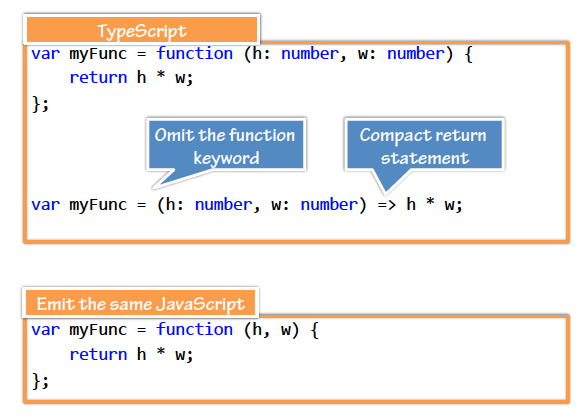 TypeScript
var myFunc = function (h: number, w: number) {
    return h * w;
};
Omit the function
keyword
Compact return
statement
var myFunc = (h: number, w: number) => h * w;
Emit the same JavaScript
var myFunc = function (h, w) {
    return h * w;
};